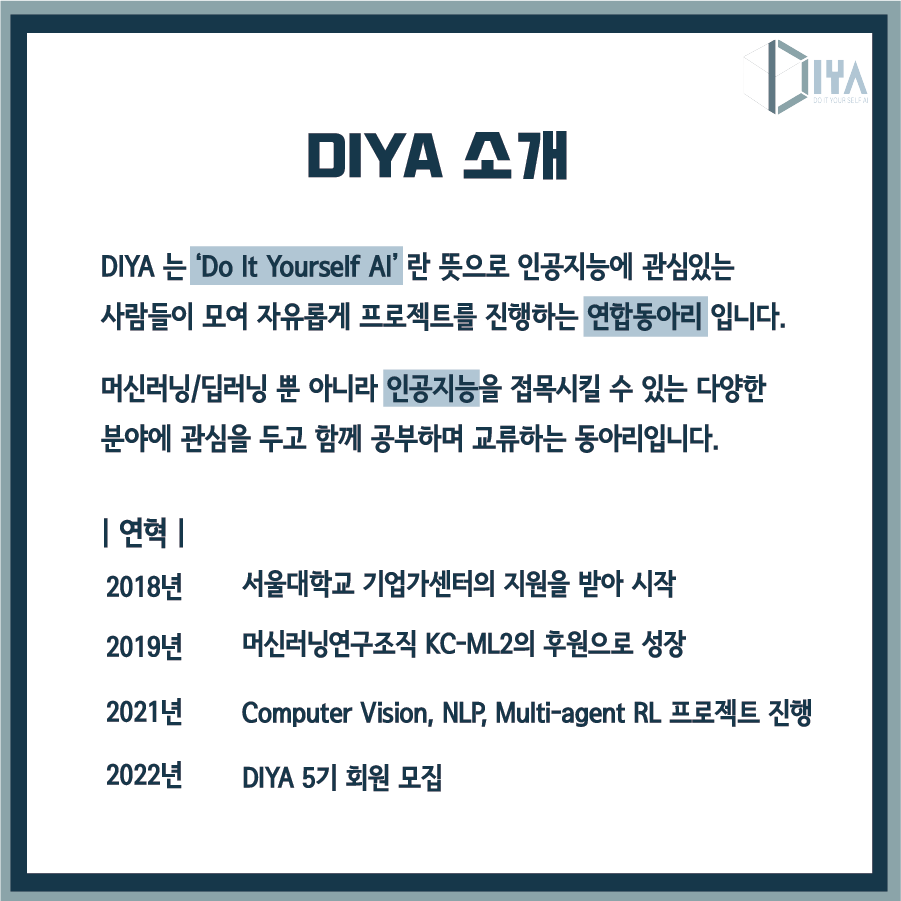 DIYA
DO IT YOUR SELF AI
DIYA 소개
DIYA 는 ‘Do It Yourself AI’ 란 뜻으로 인공지능에 관심있는
사람들이 모여 자유롭게 프로젝트를 진행하는 연합동아리 입니다.
머신러닝/딥러닝 뿐 아니라 인공지능을 접목시킬 수 있는 다양한
분야에 관심을 두고 함께 공부하며 교류하는 동아리입니다.
| 연혁 |
2018년 서울대학교 기업가센터의 지원을 받아 시작
2019년 머신러닝연구조직 KC-ML2의 후원으로 성장
2021년 Computer Vision, NLP, Multi-agent RL 프로젝트 진행
2022년 DIYA 5기 회원 모집